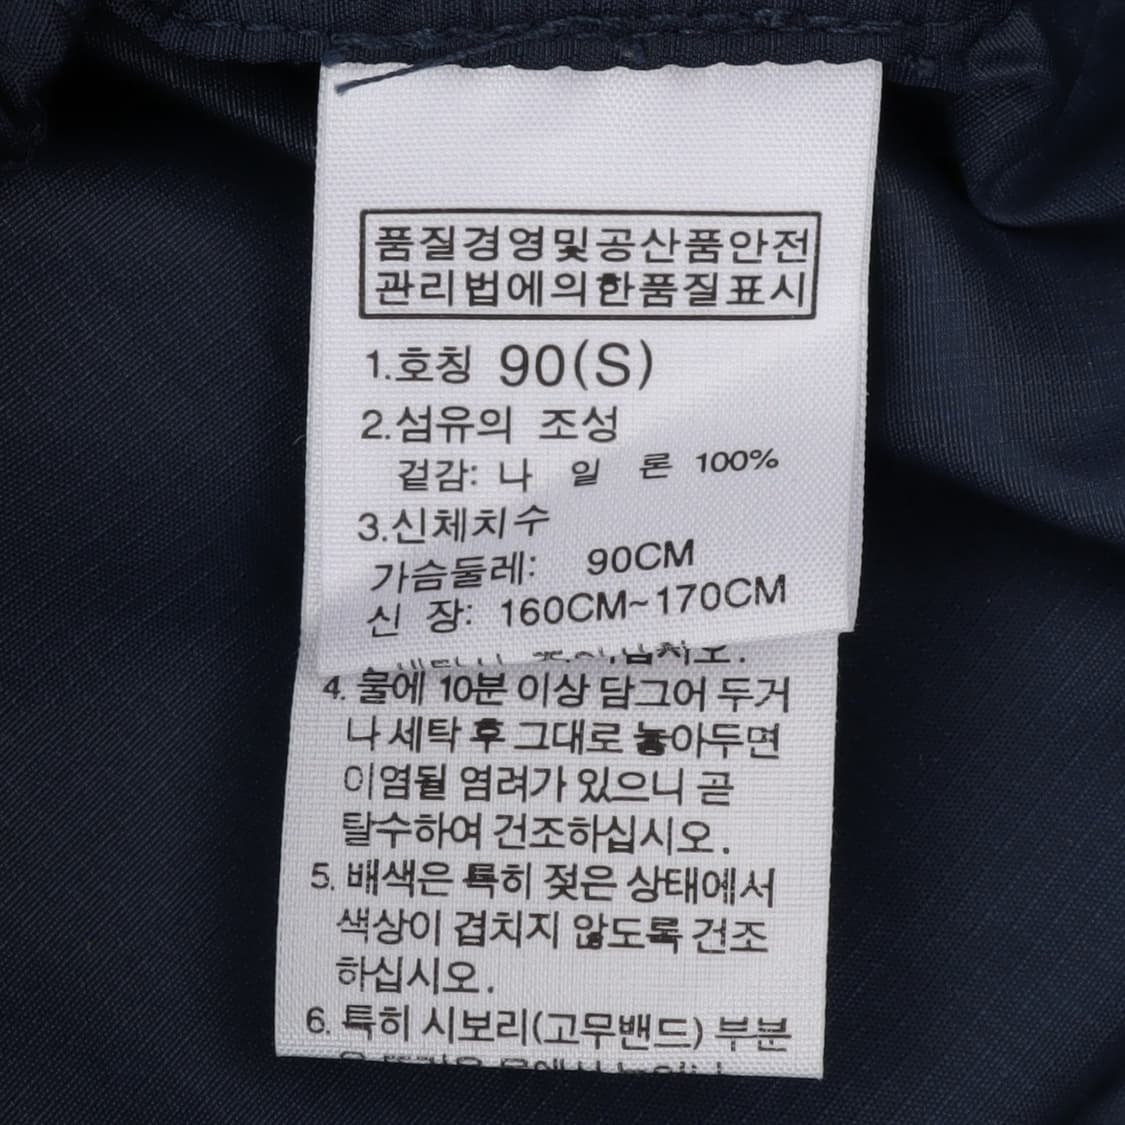 품질경영및공산품안전
관리법에의한품질표시
1.호칭 90(S)
2.섬유의 조성
겉감: 나 일 론 100%
3.신체치수
가슴둘레: 90CM
신 장: 160CM~170CM
4. 물에 10분 이상 담그어 두거
나 세탁 후 그대로 놓아두면
이염될 염려가 있으니 곧
탈수하여 건조하십시오.
5. 배색은 특히 젖은 상태에서
색상이 겹치지 않도록 건조
하십시오.
6. 특히 시보리(고무밴드) 부분